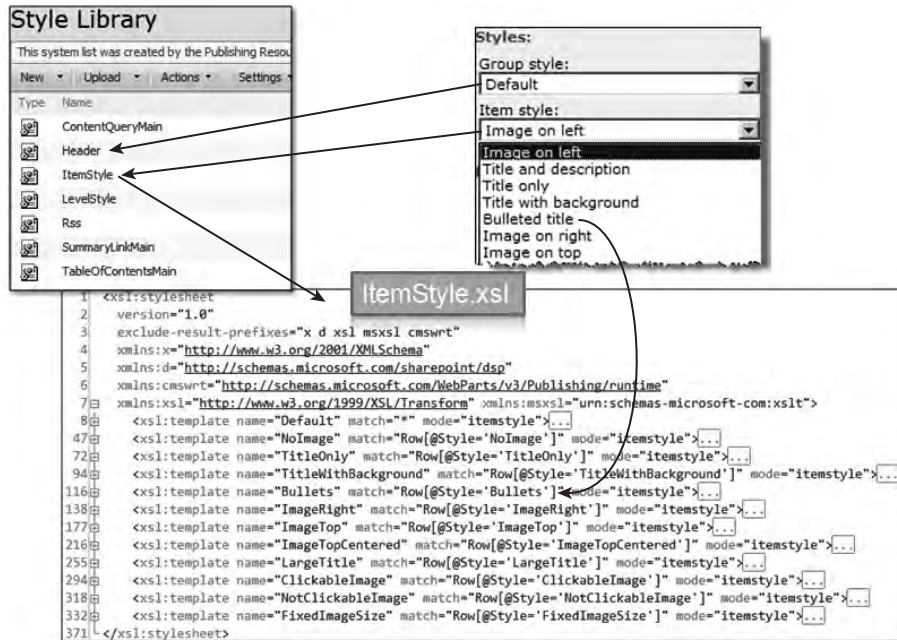 Style Library
This system list was created by the Publishing Resou
New Upload Actions Settings
Type Name
ContentQueryMain
Header
ItemStyle
LevelStyle
Rss
SummaryLinkMain
TableOfContentsMain
Styles:
Group style:
Default
Item style:
Image on left
Image on left
Title and description
Title only
Title with background
Bulleted title
Image on right
Image on top
ItemStyle.xsl
1 <xsl:stylesheet
2 version="1.0"
3 exclude-result-prefixes="x d xsl msxsl cmswrt"
4 xmlns:x="http://www.w3.org/2001/XMLSchema"
5 xmlns:d="http://schemas.microsoft.com/sharepoint/dsp"
6 xmlns:cmswrt="http://schemas.microsoft.com/WebParts/v3/Publishing/runtime"
7 xmlns:xsl="http://www.w3.org/1999/XSL/Transform" xmlns:msxsl="urn:schemas-microsoft-com:xslt">
8 <xsl:template name="Default" match="*" mode="itemstyle">...
47 <xsl:template name="NoImage" match="Row[@Style='NoImage']" mode="itemstyle">...
72 <xsl:template name="TitleOnly" match="Row[@Style='TitleOnly']" mode="itemstyle">...
94 <xsl:template name="TitleWithBackground" match="Row[@Style='TitleWithBackground']" mode="itemstyle">...
116 <xsl:template name="Bullets" match="Row[@Style='Bullets']" mode="itemstyle">...
138 <xsl:template name="ImageRight" match="Row[@Style='ImageRight']" mode="itemstyle">...
177 <xsl:template name="ImageTop" match="Row[@Style='ImageTop']" mode="itemstyle">...
216 <xsl:template name="ImageTopCentered" match="Row[@Style='ImageTopCentered']" mode="itemstyle">...
255 <xsl:template name="LargeTitle" match="Row[@Style='LargeTitle']" mode="itemstyle">...
294 <xsl:template name="ClickableImage" match="Row[@Style='ClickableImage']" mode="itemstyle">...
318 <xsl:template name="NotClickableImage" match="Row[@Style='NotClickableImage']" mode="itemstyle">...
332 <xsl:template name="FixedImageSize" match="Row[@Style='FixedImageSize']" mode="itemstyle">...
371 </xsl:stylesheet>